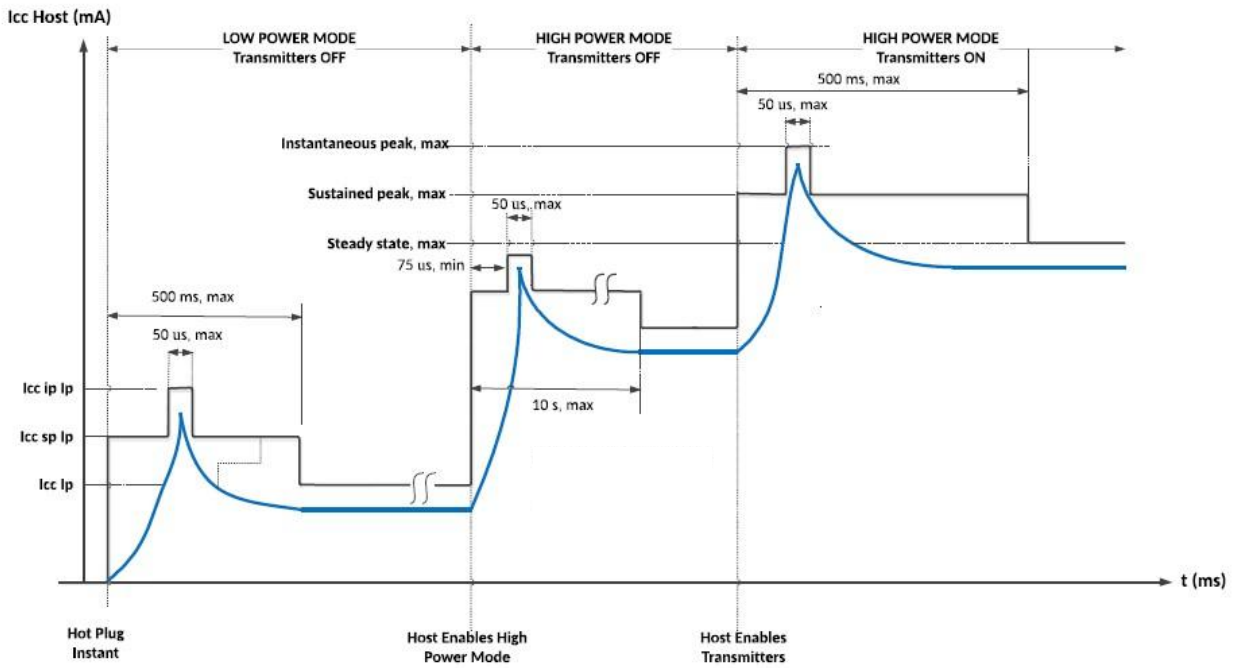 Icc Host (mA)
LOW POWER MODE
Transmitters OFF
HIGH POWER MODE
Transmitters OFF
HIGH POWER MODE
Transmitters ON
500 ms, max
50 us, max
Instantaneous peak, max
Sustained peak, max
50 us, max
Steady state, max
75 us, min
500 ms, max
50 us, max
Icc ip lp
10 s, max
Icc sp lp
Icc lp
t (ms)
Hot Plug
Instant
Host Enables High
Power Mode
Host Enables
Transmitters